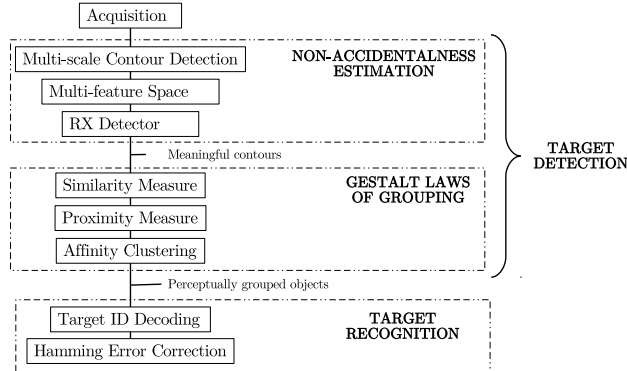 Acquisition
Multi-scale Contour Detection
NON-ACCIDENTALNESS
ESTIMATION
Multi-feature Space
RX Detector
TARGET
DETECTION
Meaningful contours
Similarity Measure
GESTALT LAWS
OF GROUPING
Proximity Measure
Affinity Clustering
Perceptually grouped objects
Target ID Decoding
TARGET
RECOGNITION
Hamming Error Correction